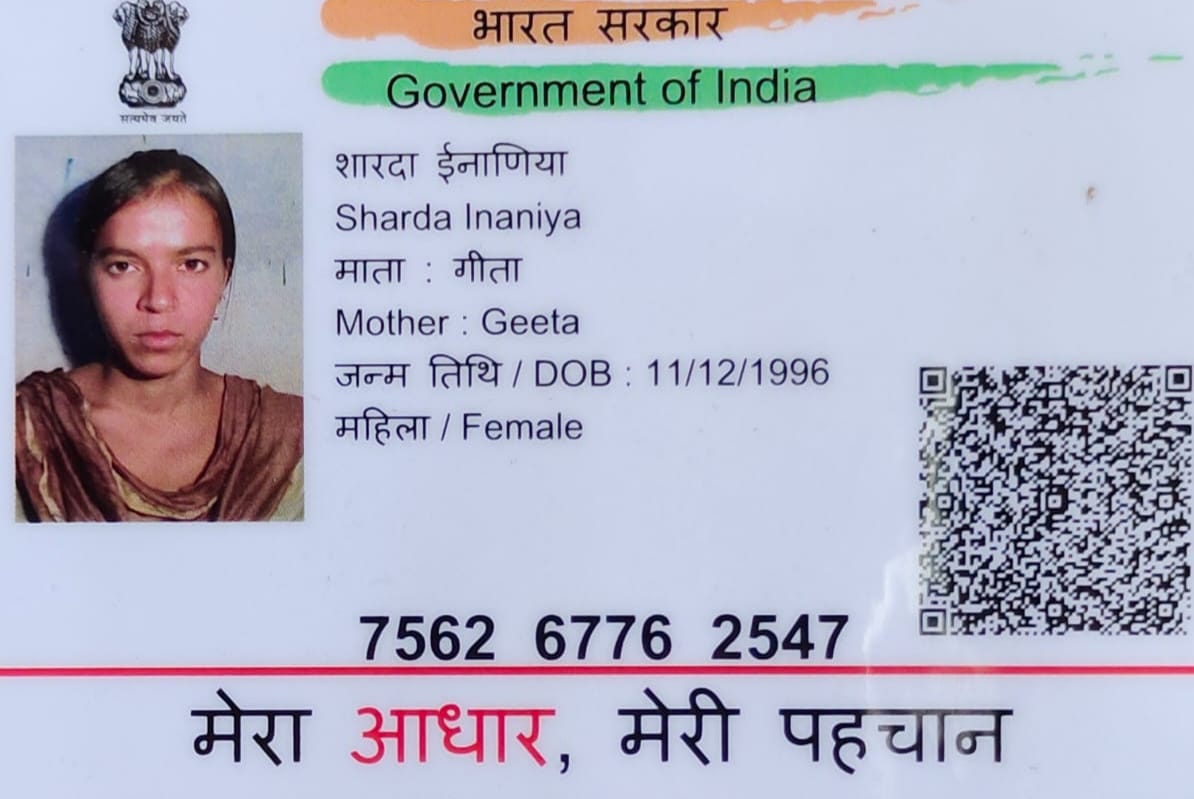 भारत सरकार
Government of India
सत्यमेव जयते
शारदा ईनाणिया
Sharda Inaniya
माता : गीता
Mother : Geeta
जन्म तिथि / DOB : 11/12/1996
महिला / Female
7562 6776 2547
मेरा आधार, मेरी पहचान